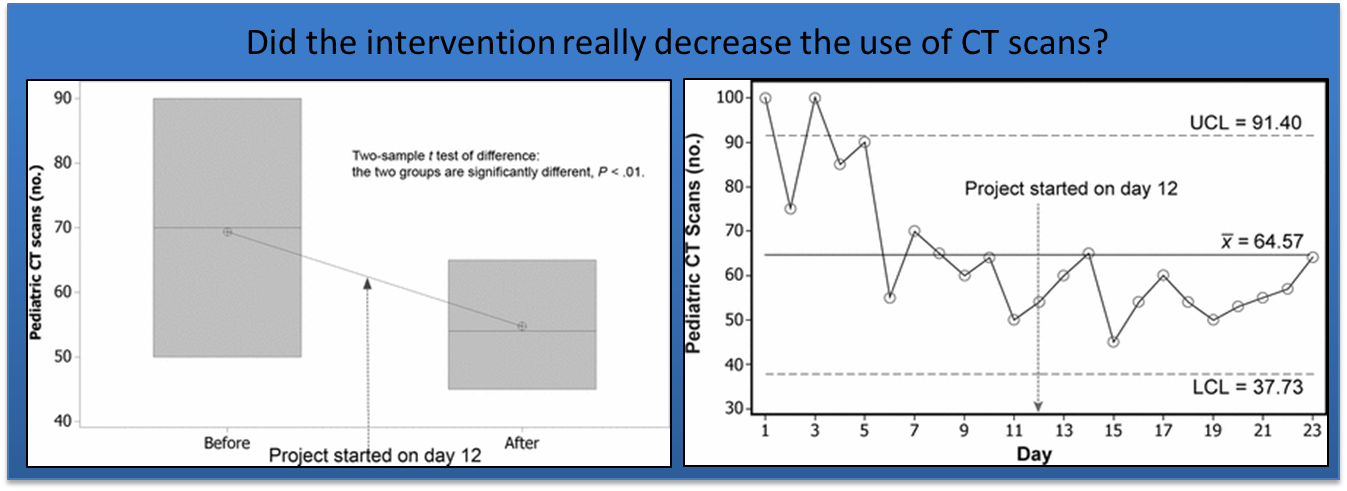 Did the intervention really decrease the use of CT scans?
Pediatric CT scans (no.)
90
80
70
60
50
40
Two-sample t test of difference:
the two groups are significantly different, P < .01.
Before
After
Project started on day 12
Pediatric CT Scans (no.)
100
90
80
70
60
50
40
30
UCL = 91.40
Project started on day 12
x̅ = 64.57
LCL = 37.73
1 3 5 7 9 11 13 15 17 19 21 23
Day